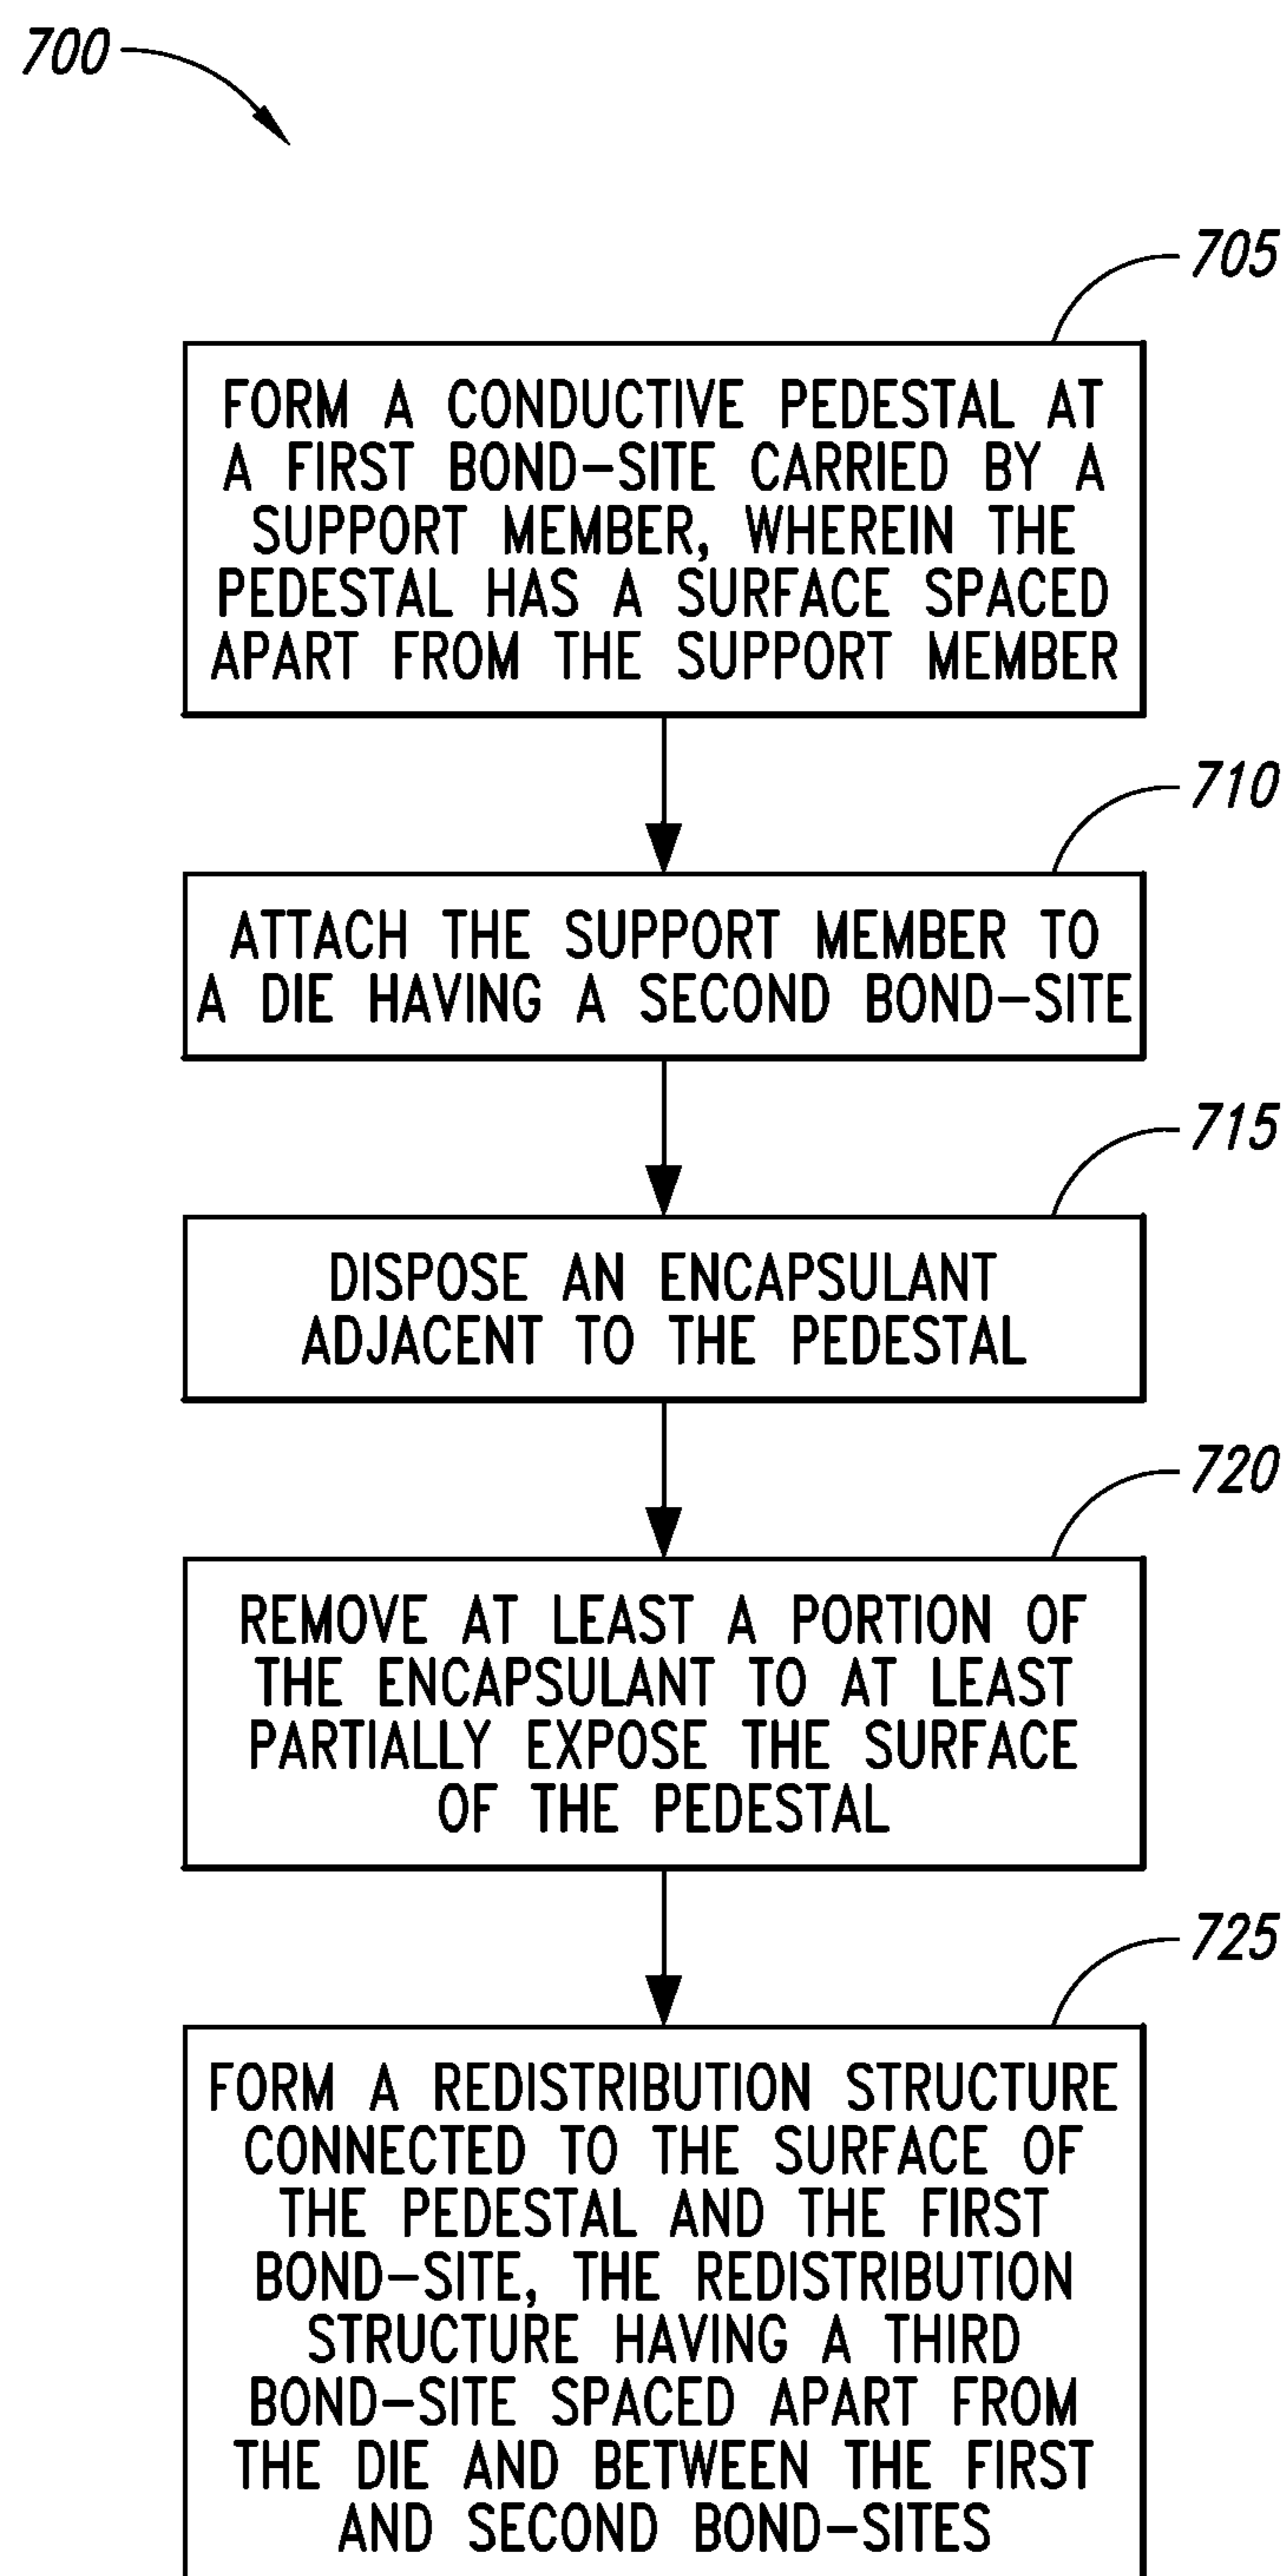 700
705
FORM A CONDUCTIVE PEDESTAL AT
A FIRST BOND-SITE CARRIED BY A
SUPPORT MEMBER, WHEREIN THE
PEDESTAL HAS A SURFACE SPACED
APART FROM THE SUPPORT MEMBER
710
ATTACH THE SUPPORT MEMBER TO
A DIE HAVING A SECOND BOND-SITE
715
DISPOSE AN ENCAPSULANT
ADJACENT TO THE PEDESTAL
720
REMOVE AT LEAST A PORTION OF
THE ENCAPSULANT TO AT LEAST
PARTIALLY EXPOSE THE SURFACE
OF THE PEDESTAL
725
FORM A REDISTRIBUTION STRUCTURE
CONNECTED TO THE SURFACE OF
THE PEDESTAL AND THE FIRST
BOND-SITE, THE REDISTRIBUTION
STRUCTURE HAVING A THIRD
BOND-SITE SPACED APART FROM
THE DIE AND BETWEEN THE FIRST
AND SECOND BOND-SITES